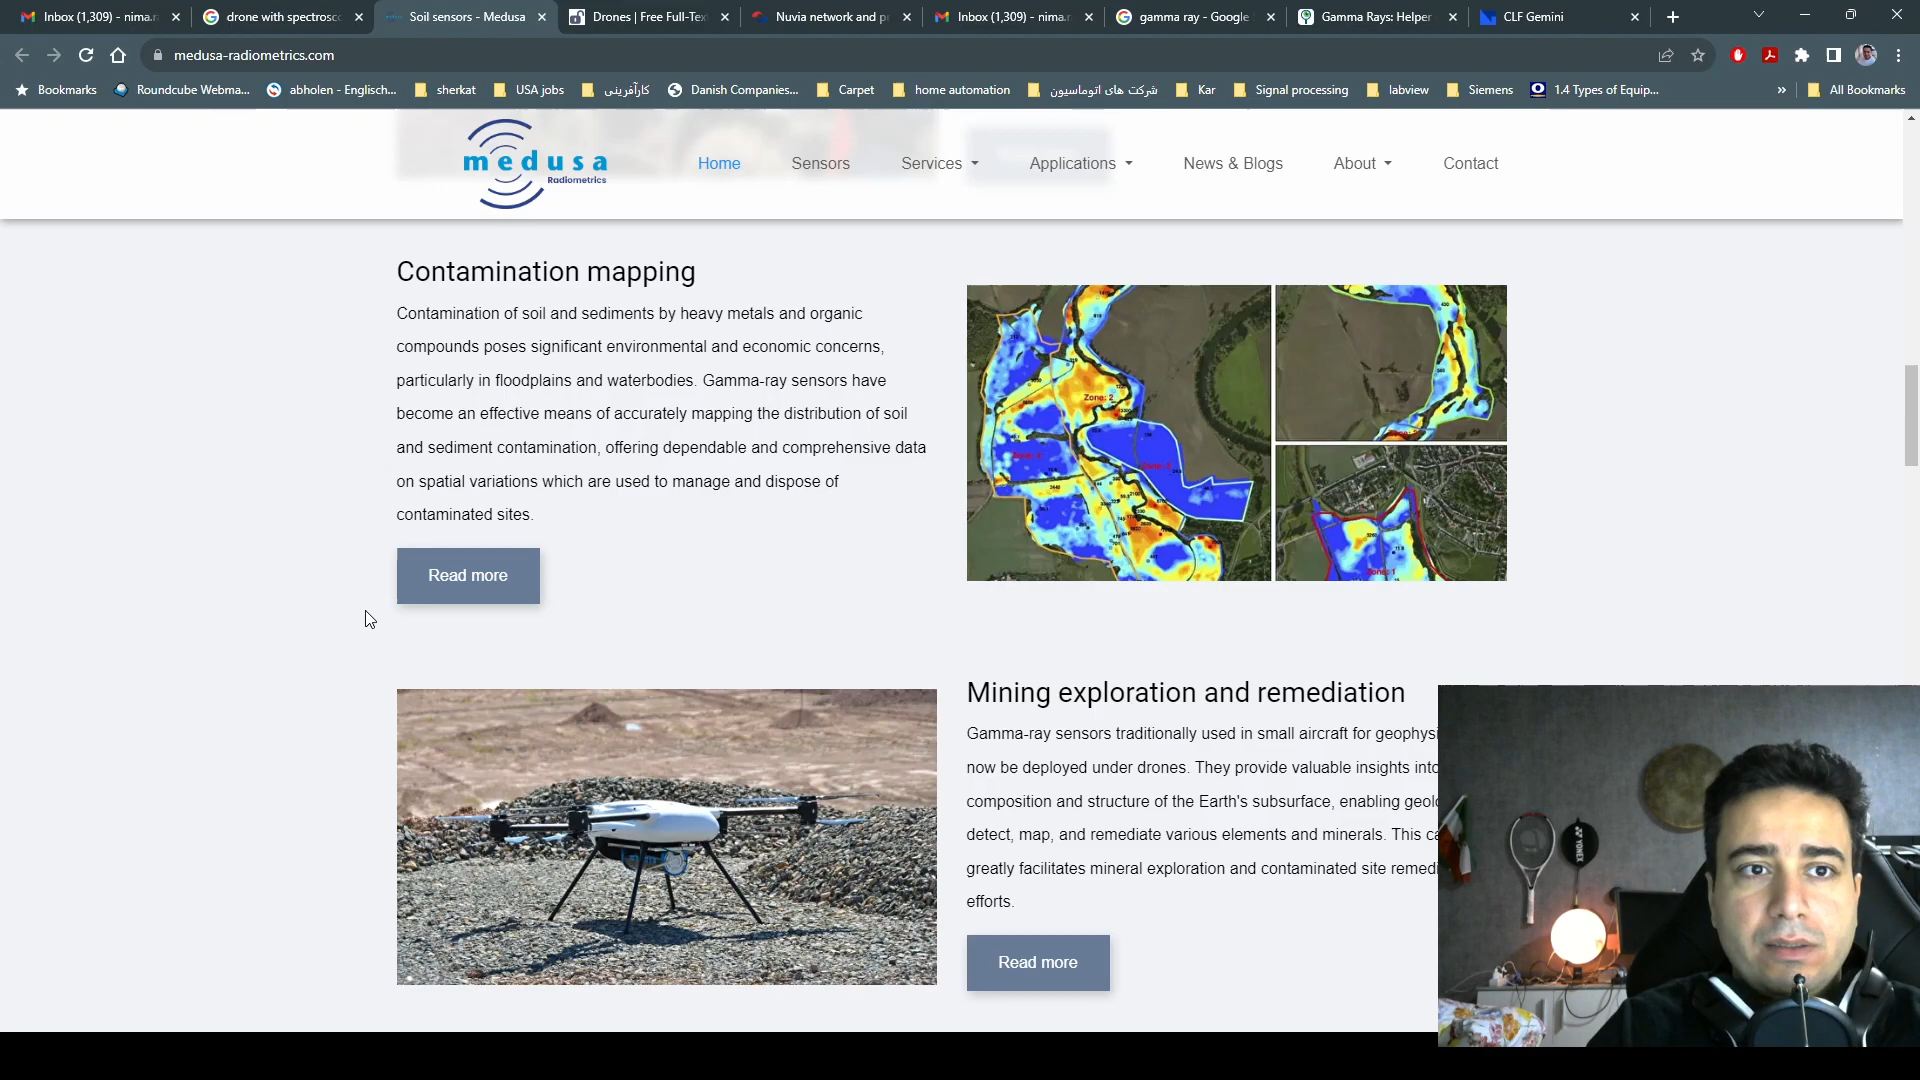 Inbox (1,309) - nima.r
drone with spectrosco
Soil sensors - Medusa
Drones | Free Full-Tex
Nuvia network and p
Inbox (1,309) - nima.r
gamma ray - Google
Gamma Rays: Helper
CLF Gemini
medusa-radiometrics.com
Bookmarks
Roundcube Webma...
abholen - Englisch...
sherkat
USA jobs
کارآفرینی
Danish Companies...
Carpet
home automation
شرکت های اتوماسیون
Kar
Signal processing
labview
Siemens
1.4 Types of Equip...
»
All Bookmarks
medusa
Radiometrics
Home
Sensors
Services
Applications
News & Blogs
About
Contact
Contamination mapping
Contamination of soil and sediments by heavy metals and organic
compounds poses significant environmental and economic concerns,
particularly in floodplains and waterbodies. Gamma-ray sensors have
become an effective means of accurately mapping the distribution of soil
and sediment contamination, offering dependable and comprehensive data
on spatial variations which are used to manage and dispose of
contaminated sites.
Read more
Zone: 2
Mining exploration and remediation
Gamma-ray sensors traditionally used in small aircraft for geophysi
now be deployed under drones. They provide valuable insights into
composition and structure of the Earth's subsurface, enabling geolo
detect, map, and remediate various elements and minerals. This ca
greatly facilitates mineral exploration and contaminated site remedi
efforts.
Read more
YONEX